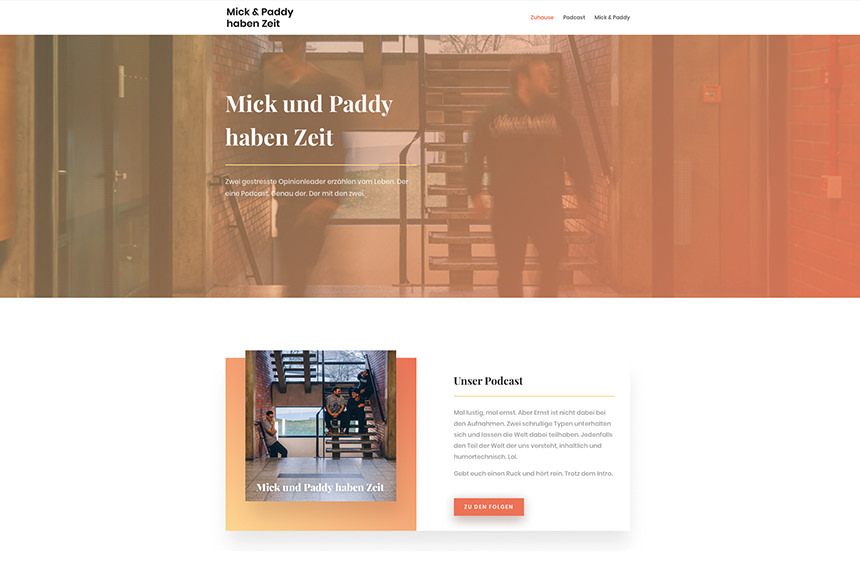 Mick & Paddy
haben Zeit
Zuhause Podcast Mick & Paddy
Mick und Paddy
haben Zeit
Zwei gestresste Opinionleader erzählen vom Leben. Der
eine Podcast. Genau der. Der mit den zwei.
Unser Podcast
Mal lustig, mal ernst. Aber Ernst ist nicht dabei bei
den Aufnahmen. Zwei schrullige Typen unterhalten
sich und lassen die Welt dabei teilhaben. Jedenfalls
den Teil der Welt der uns versteht, inhaltlich und
humortechnisch. Lol.
Gebt euch einen Ruck und hört rein. Trotz dem Intro.
Mick und Paddy haben Zeit
ZU DEN FOLGEN